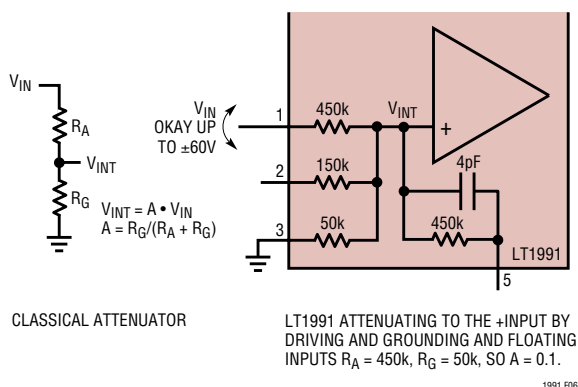 V_IN
R_A
V_INT
R_G
V_INT = A • V_IN
A = R_G/(R_A + R_G)
CLASSICAL ATTENUATOR
V_IN
OKAY UP
TO ±60V
1
450k
2
150k
3
50k
V_INT
+
4pF
450k
LT1991
5
LT1991 ATTENUATING TO THE +INPUT BY
DRIVING AND GROUNDING AND FLOATING
INPUTS R_A = 450k, R_G = 50k, SO A = 0.1.
1991 F06